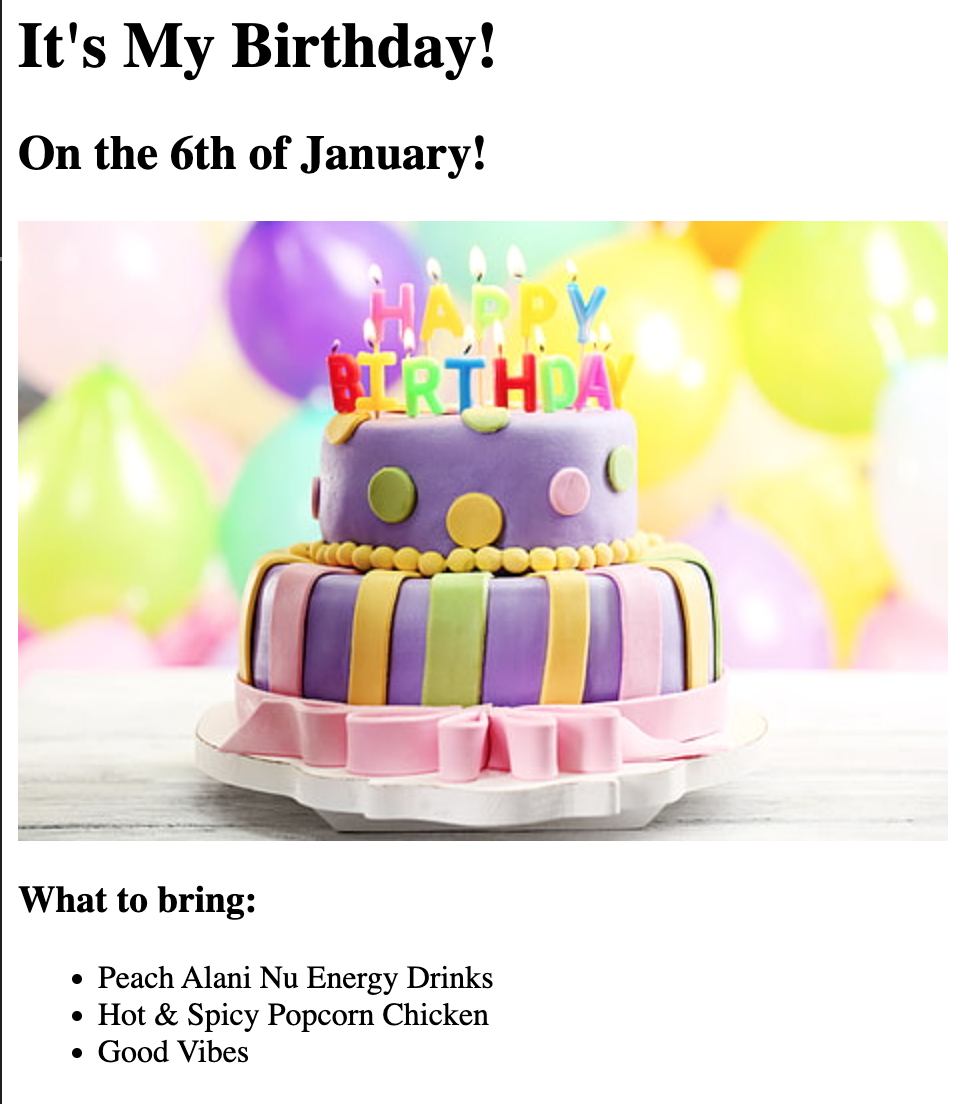 It's My Birthday!
On the 6th of January!
HAPPY
BIRTHDAY
What to bring:
Peach Alani Nu Energy Drinks
Hot & Spicy Popcorn Chicken
Good Vibes